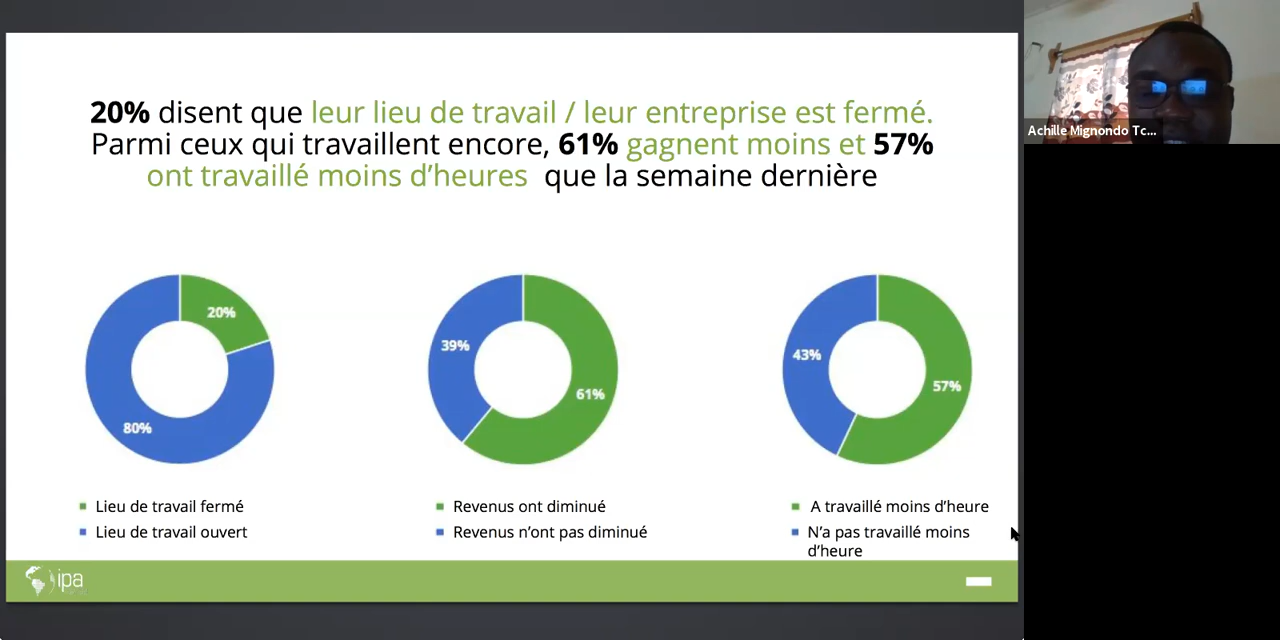 20% disent que leur lieu de travail / leur entreprise est fermé.
Parmi ceux qui travaillent encore, 61% gagnent moins et 57%
ont travaillé moins d’heures que la semaine dernière
20%
80%
Lieu de travail fermé
Lieu de travail ouvert
39%
61%
Revenus ont diminué
Revenus n’ont pas diminué
43%
57%
A travaillé moins d’heure
N’a pas travaillé moins
d’heure
ipa
Achille Mignondo Tc...